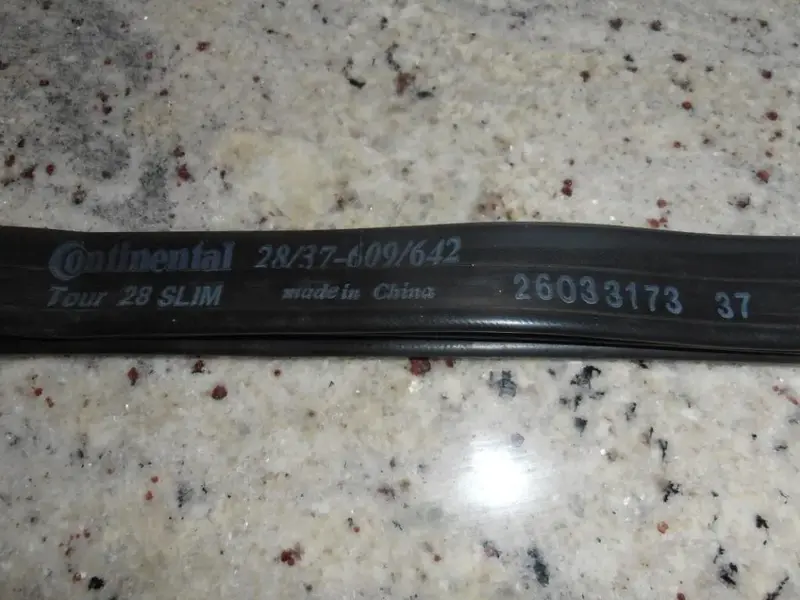 Continental 28/37-609/642
Tour 28 SLIM made in China 26033173 37